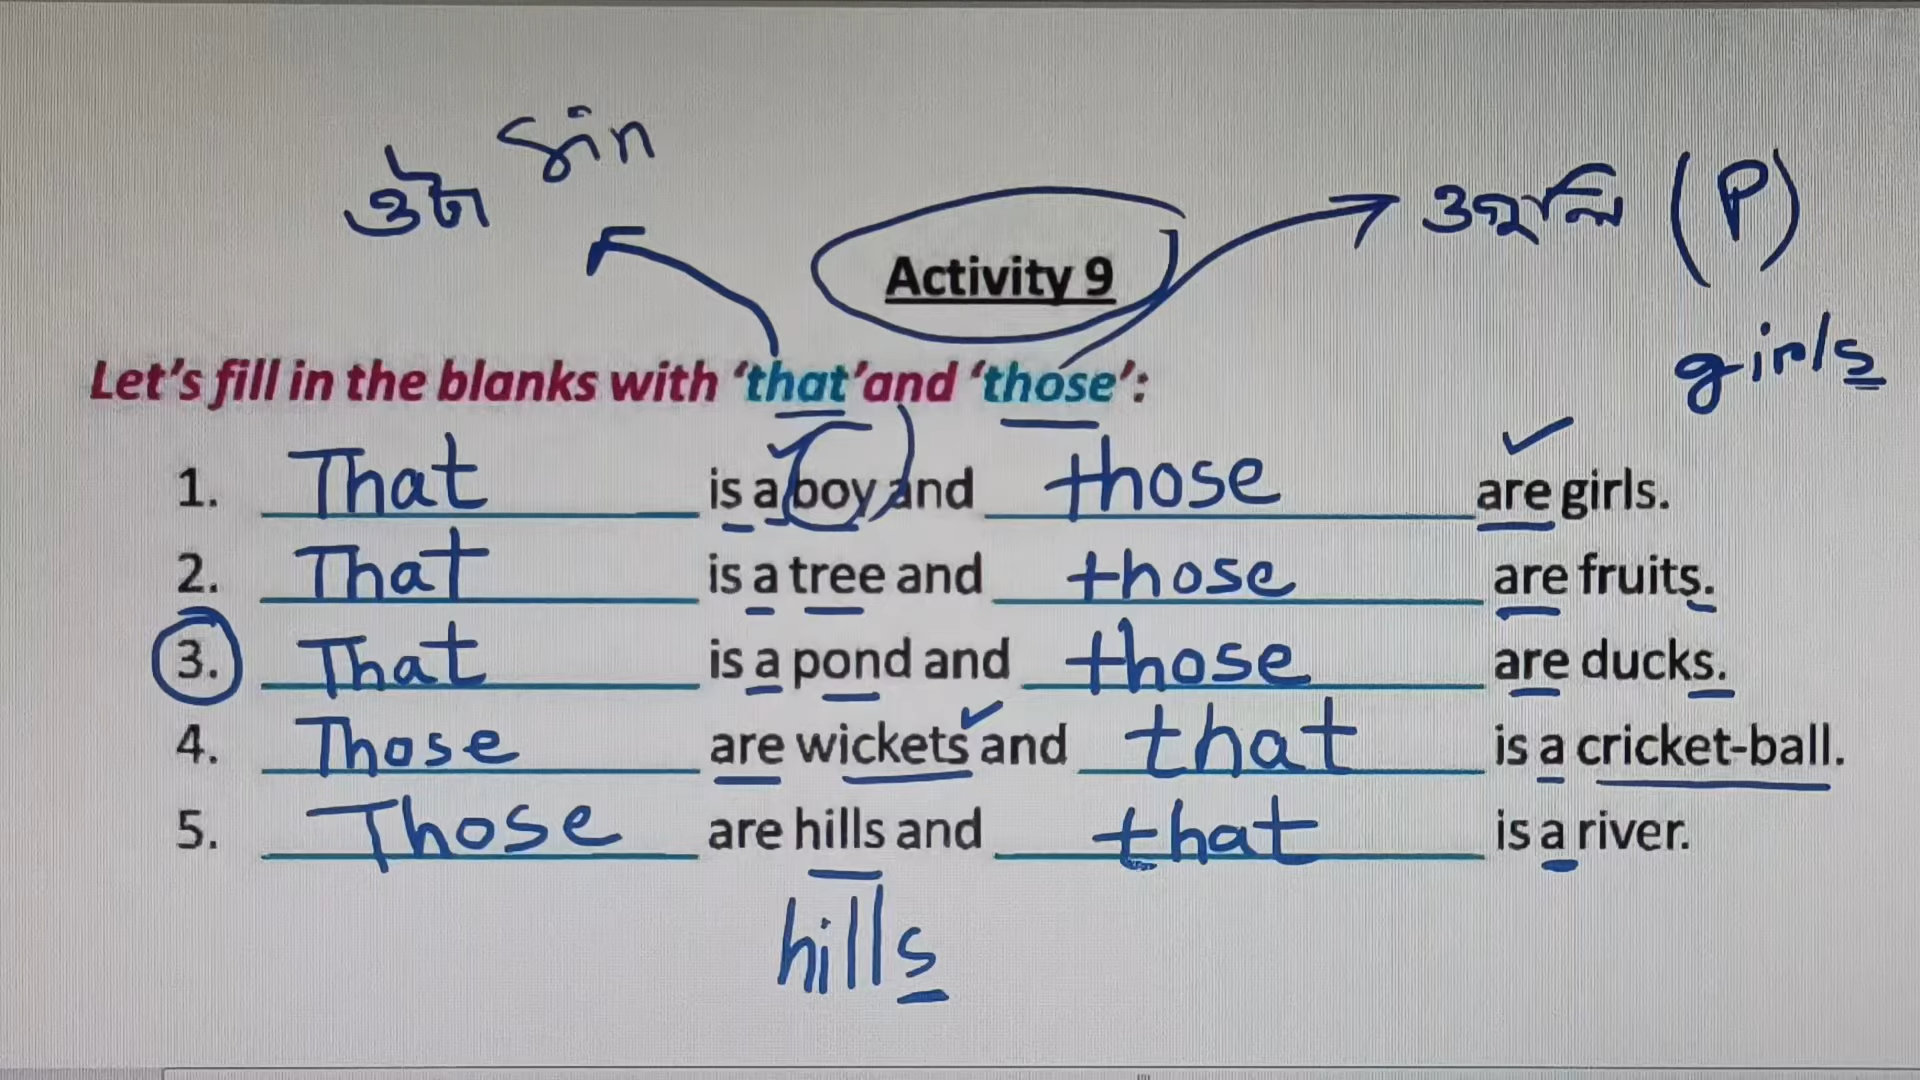 ওটা sin
ওগুলি (P)
Activity 9
girls
Let's fill in the blanks with 'that'and 'those':
1. That is a boy and those are girls.
2. That is a tree and those are fruits.
3. That is a pond and those are ducks.
4. Those are wickets and that is a cricket-ball.
5. Those are hills and that is a river.
hills